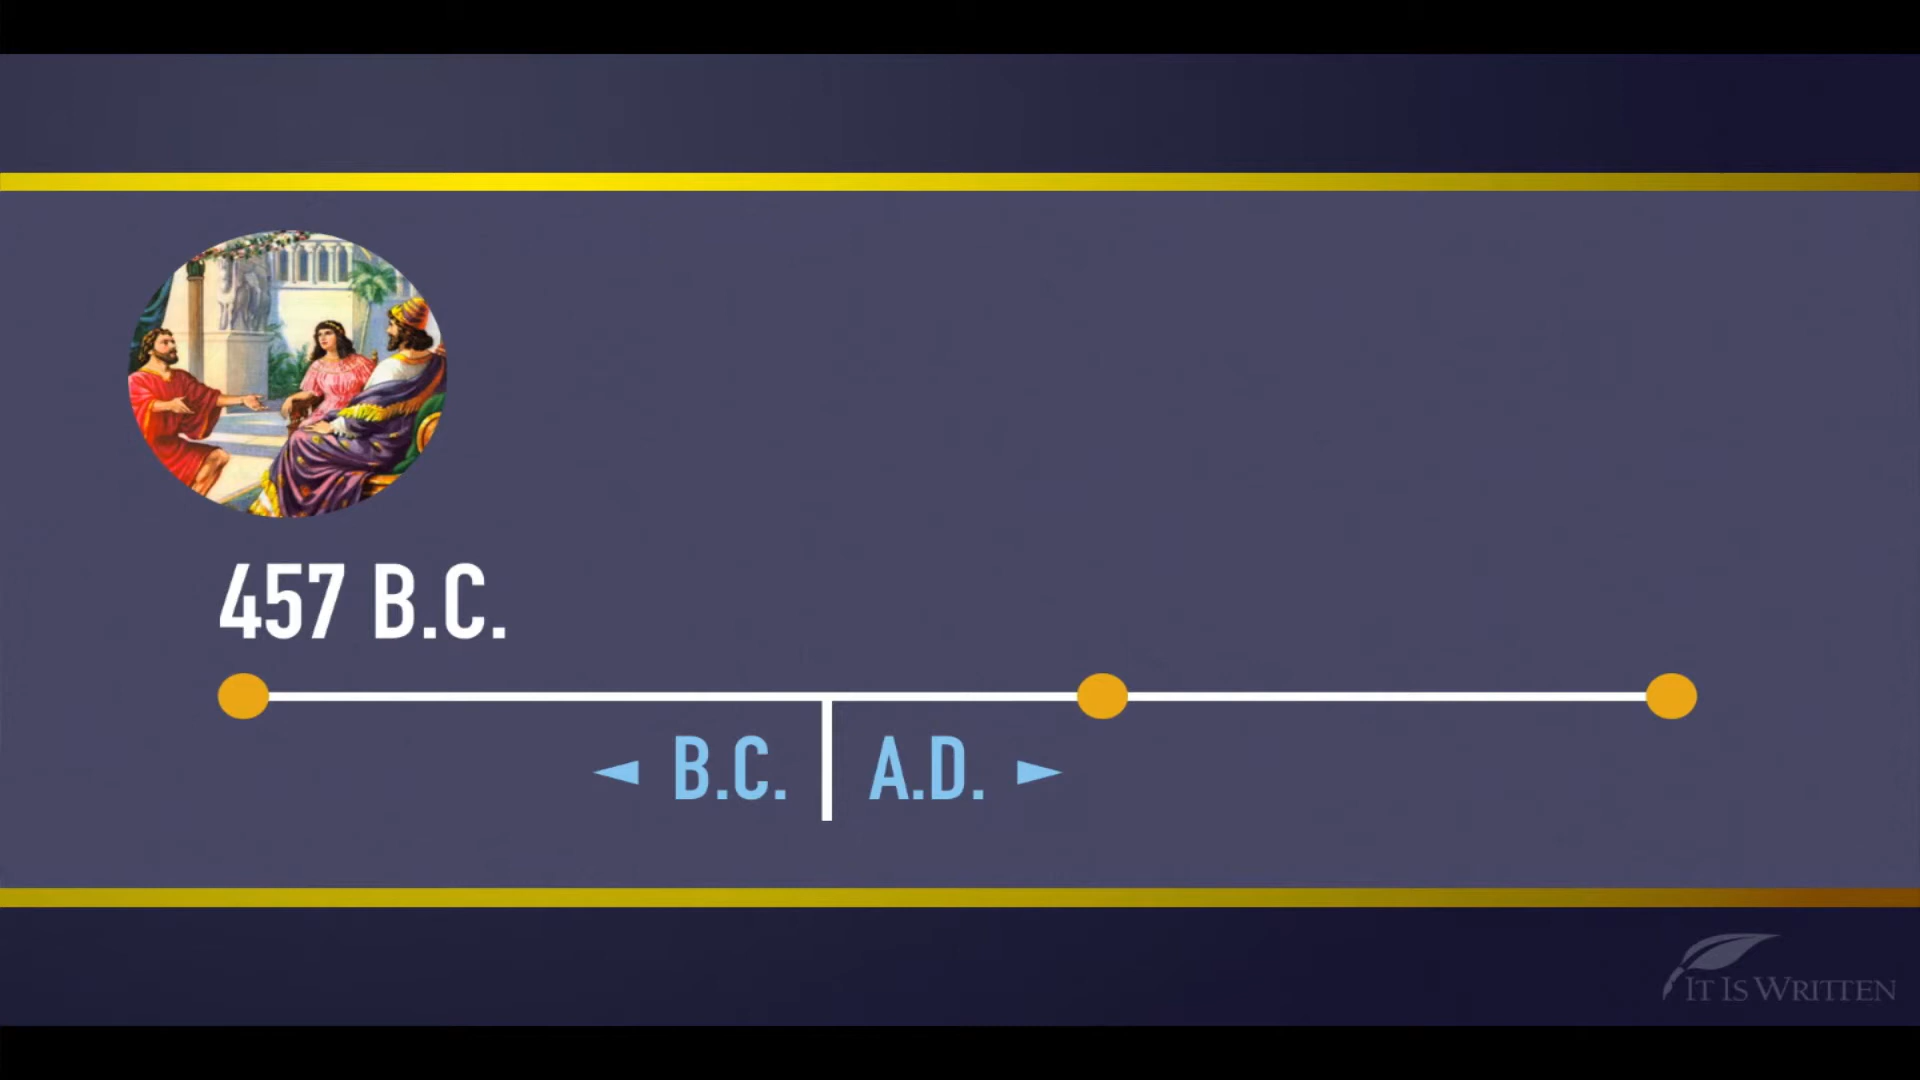 457 B.C.
◄ B.C. A.D. ►
IT IS WRITTEN